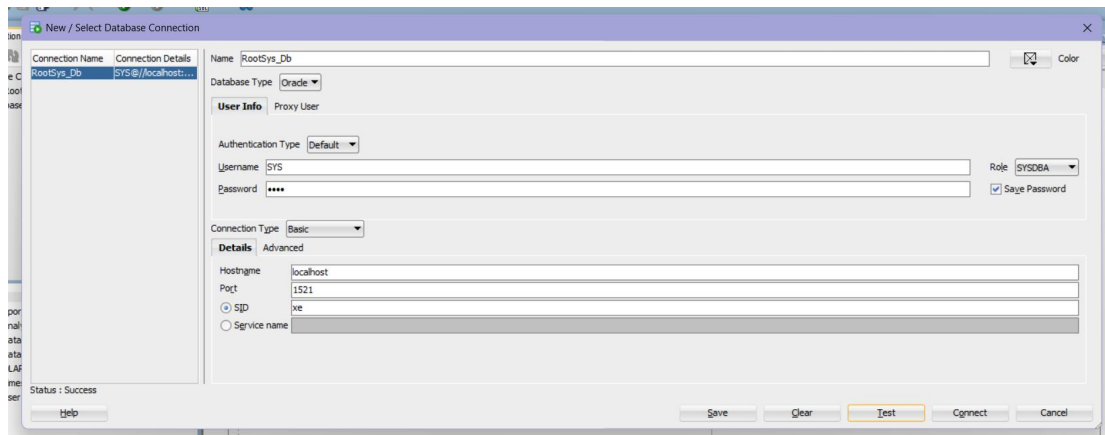 New / Select Database Connection
Connection Name Connection Details
RootSys_Db SYS@//localhost:...
Name RootSys_Db
Color
Database Type Oracle
User Info Proxy User
Authentication Type Default
Username SYS
Role SYSDBA
Password ••••
Save Password
Connection Type Basic
Details Advanced
Hostname localhost
Port 1521
SID xe
Service name
Status : Success
Help Save Clear Test Connect Cancel